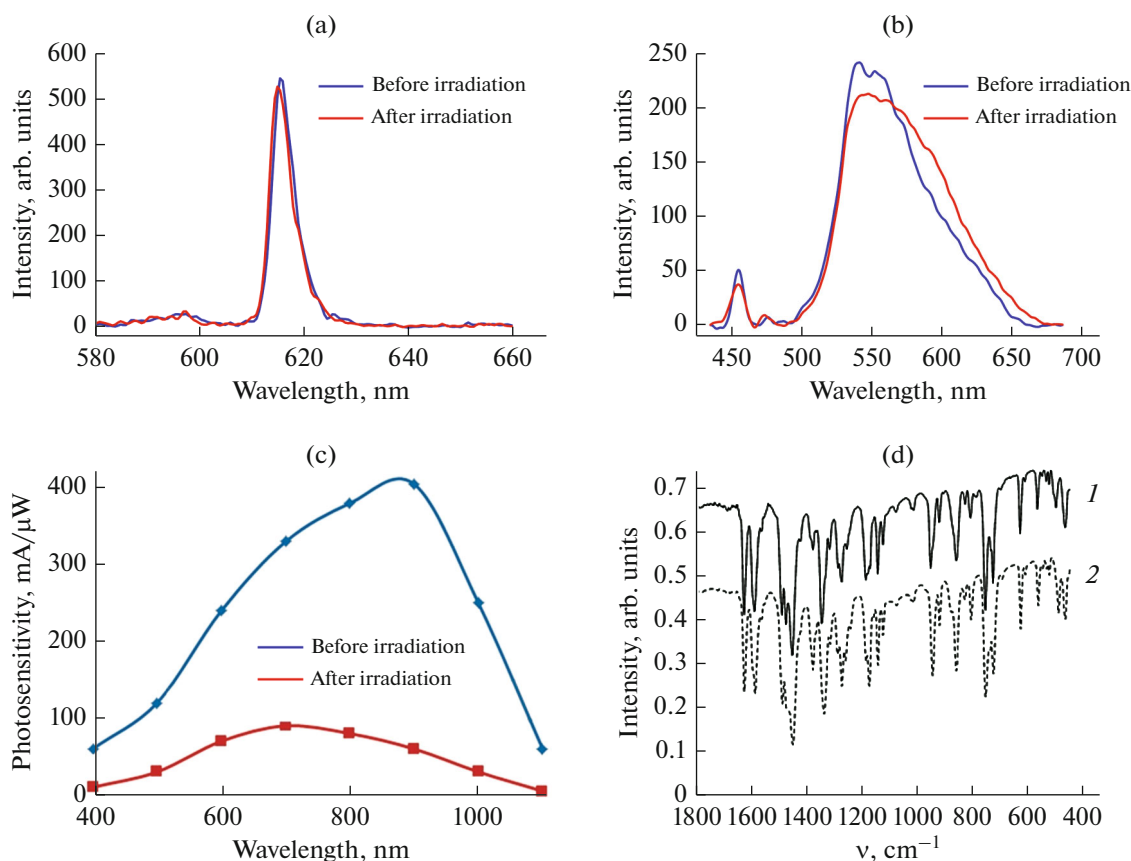 (a)
600
500
400
300
200
100
0
Intensity, arb. units
Before irradiation
After irradiation
580 600 620 640 660
Wavelength, nm
(b)
250
200
150
100
50
0
Intensity, arb. units
Before irradiation
After irradiation
450 500 550 600 650 700
Wavelength, nm
(c)
400
300
200
100
0
Photosensitivity, mA/μW
Before irradiation
After irradiation
400 600 800 1000
Wavelength, nm
(d)
0.7
0.6
0.5
0.4
0.3
0.2
0.1
0
Intensity, arb. units
1
2
1800 1600 1400 1200 1000 800 600 400
ν, cm⁻¹